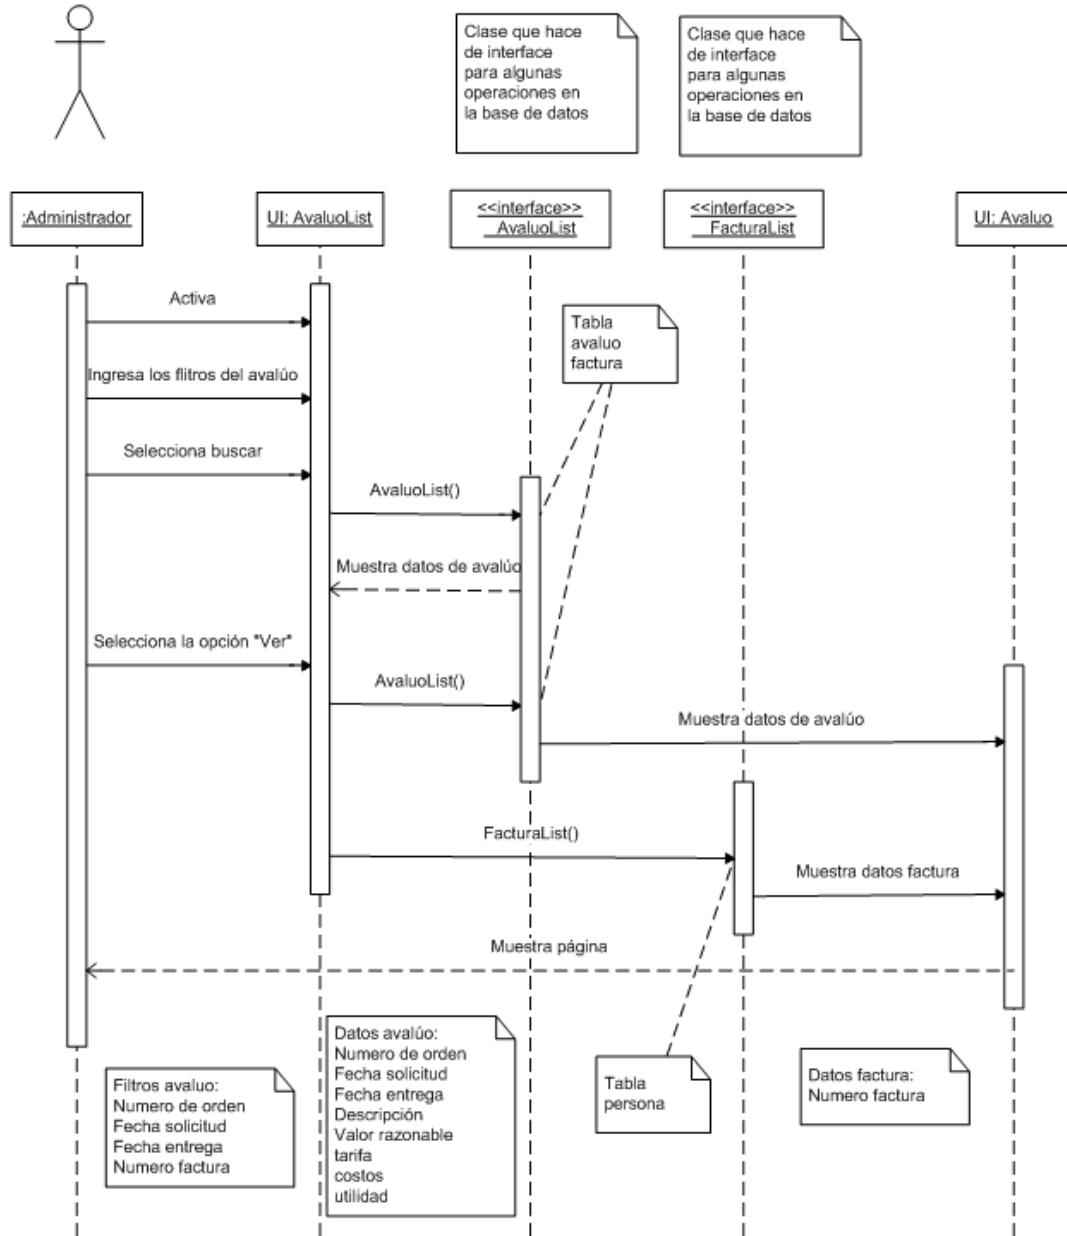 Clase que hace
de interface
para algunas
operaciones en
la base de datos
Clase que hace
de interface
para algunas
operaciones en
la base de datos
:Administrador
UI: AvaluoList
<<interface>>
AvaluoList
<<interface>>
FacturaList
UI: Avaluo
Activa
Tabla
avaluo
factura
Ingresa los flitros del avalúo
Selecciona buscar
AvaluoList()
Muestra datos de avalúo
Selecciona la opción "Ver"
AvaluoList()
Muestra datos de avalúo
FacturaList()
Muestra datos factura
Muestra página
Filtros avaluo:
Numero de orden
Fecha solicitud
Fecha entrega
Numero factura
Datos avalúo:
Numero de orden
Fecha solicitud
Fecha entrega
Descripción
Valor razonable
tarifa
costos
utilidad
Tabla
persona
Datos factura:
Numero factura